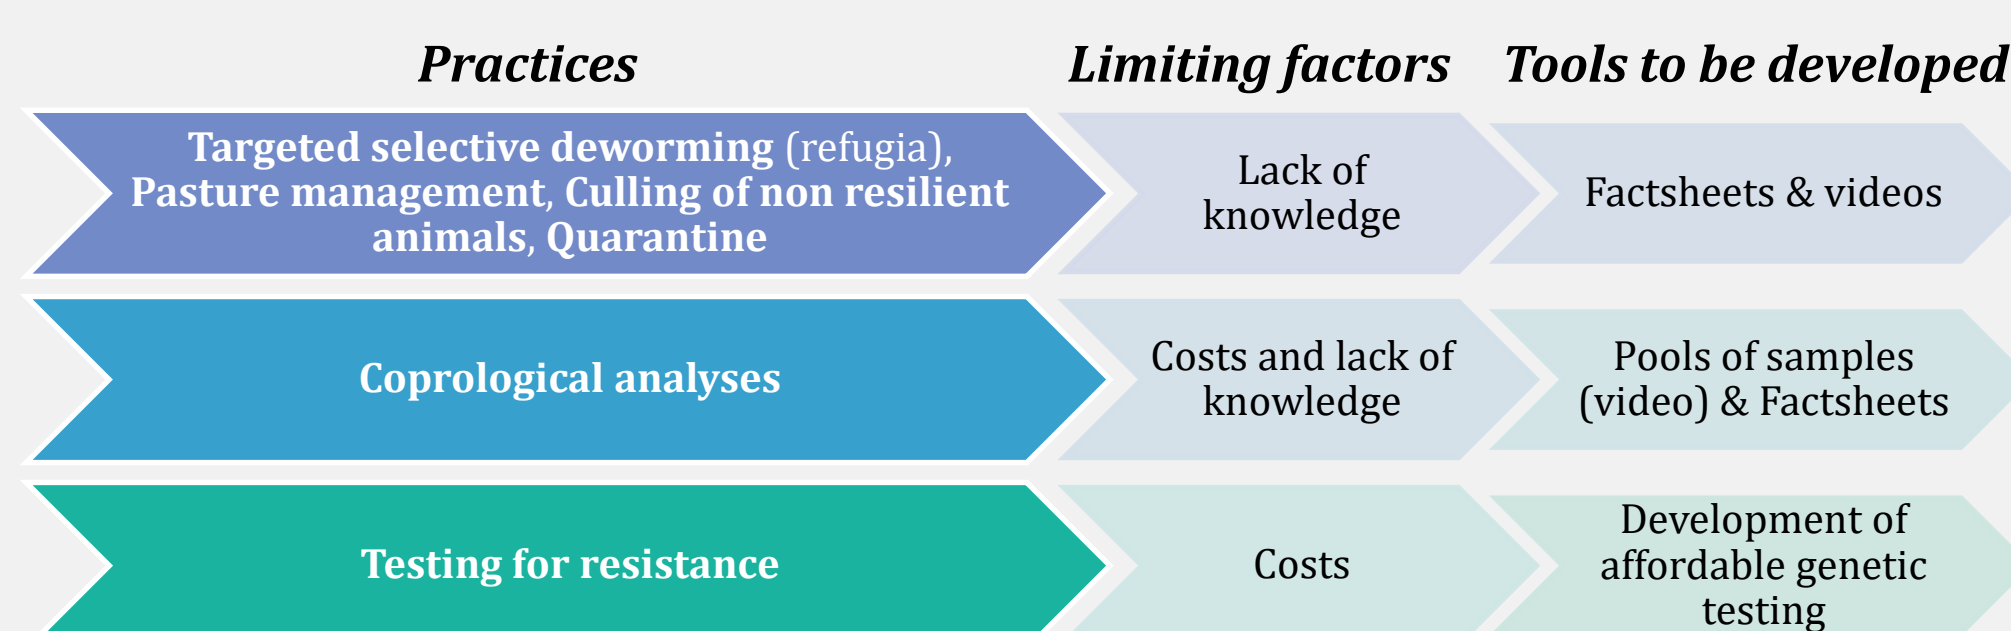 Practices
Limiting factors
Tools to be developed
Targeted selective deworming (refugia),
Pasture management, Culling of non resilient
animals, Quarantine
Lack of
knowledge
Factsheets & videos
Coprological analyses
Costs and lack of
knowledge
Pools of samples
(video) & Factsheets
Testing for resistance
Costs
Development of
affordable genetic
testing